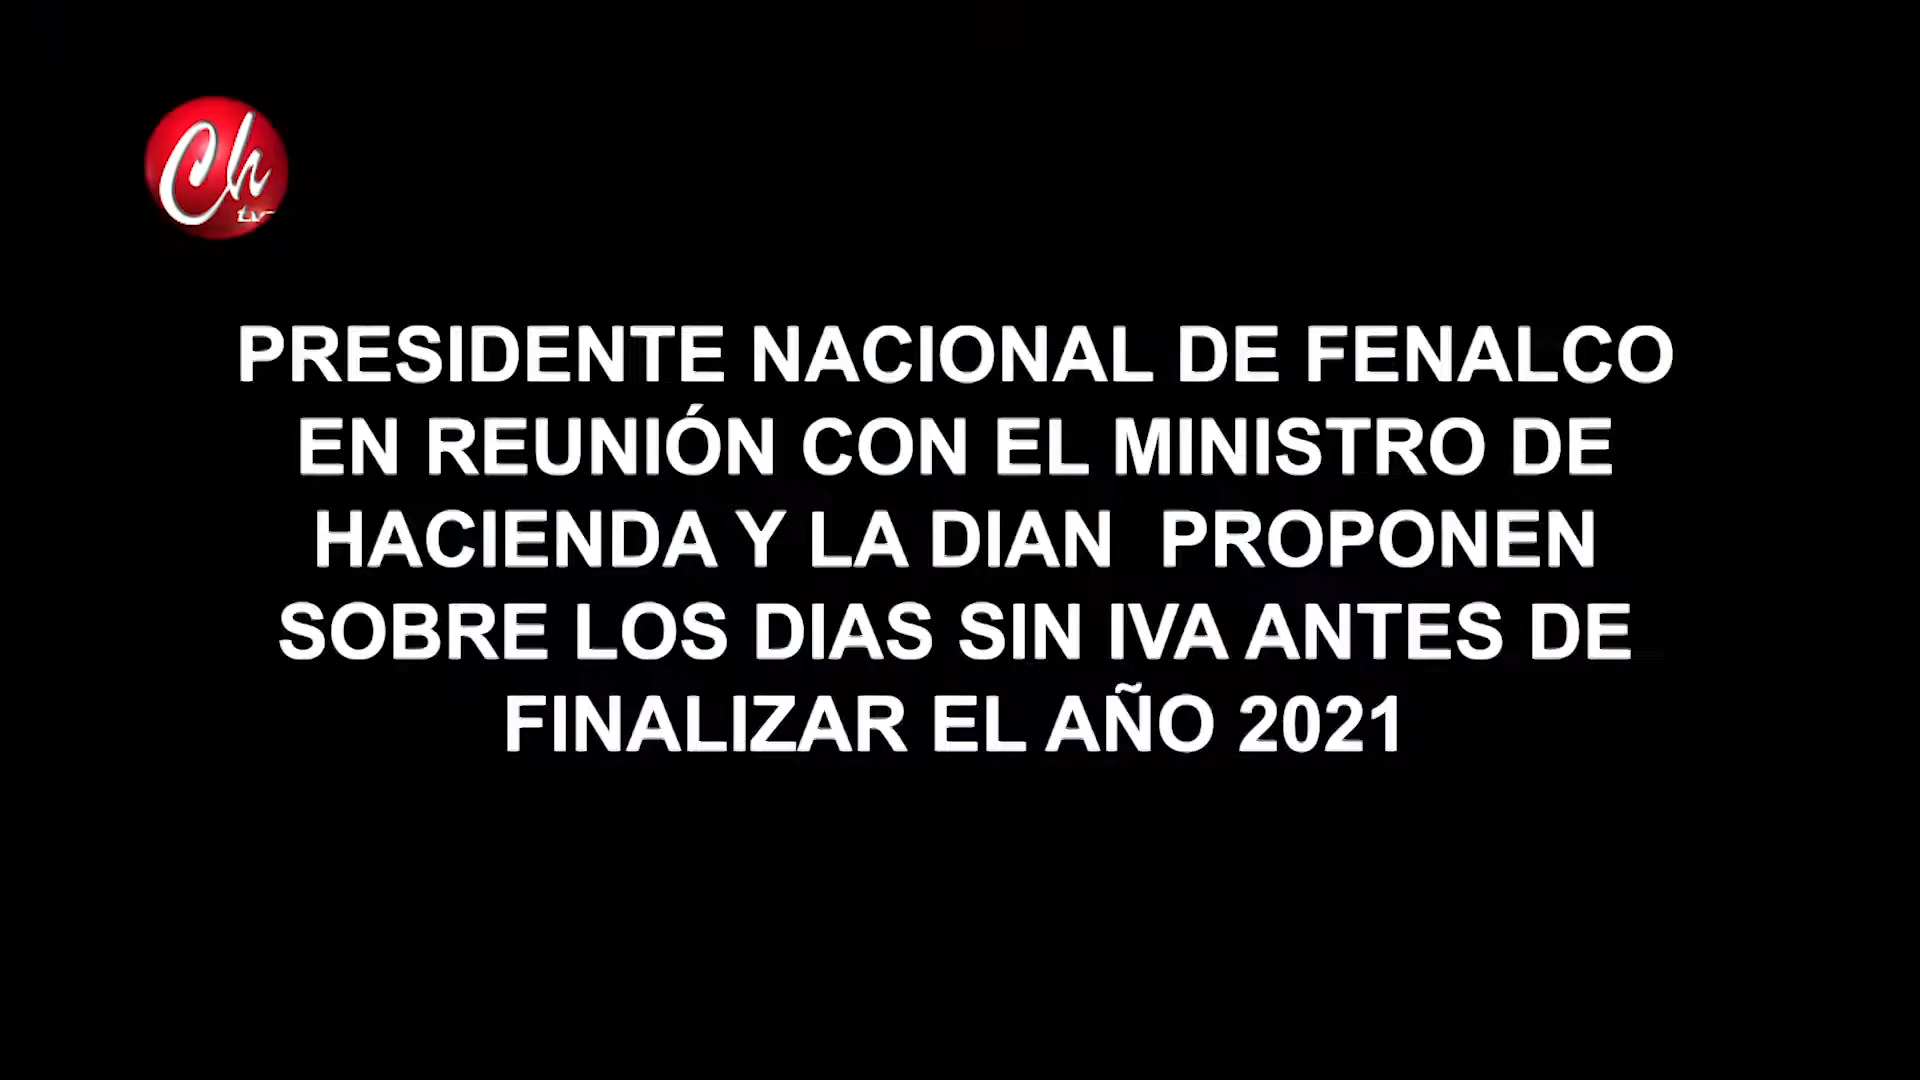 Ch
tv
PRESIDENTE NACIONAL DE FENALCO
EN REUNIÓN CON EL MINISTRO DE
HACIENDA Y LA DIAN  PROPONEN
SOBRE LOS DIAS SIN IVA ANTES DE
FINALIZAR EL AÑO 2021